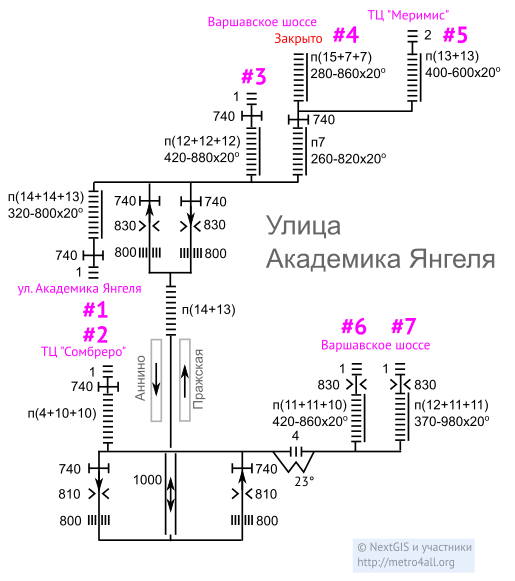 Варшавское шоссе
Закрыто #4
ТЦ "Меримис"
2 #5
п(15+7+7)
280-860x20°
п(13+13)
400-600x20°
#3
1
740
740
п(12+12+12)
420-880x20°
п7
260-820x20°
п(14+14+13)
320-800x20°
740
740
830
830
800
800
740
1
ул. Академика Янгеля
#1
#2
ТЦ "Сомбреро"
Улица
Академика Янгеля
п(14+13)
Аннино
Пражская
#6 #7
Варшавское шоссе
1
740
п(4+10+10)
1
830
1
830
п(11+11+10)
420-860x20°
п(12+11+11)
370-980x20°
4
23°
740
810
800
1000
740
810
800
© NextGIS и участники
http://metro4all.org